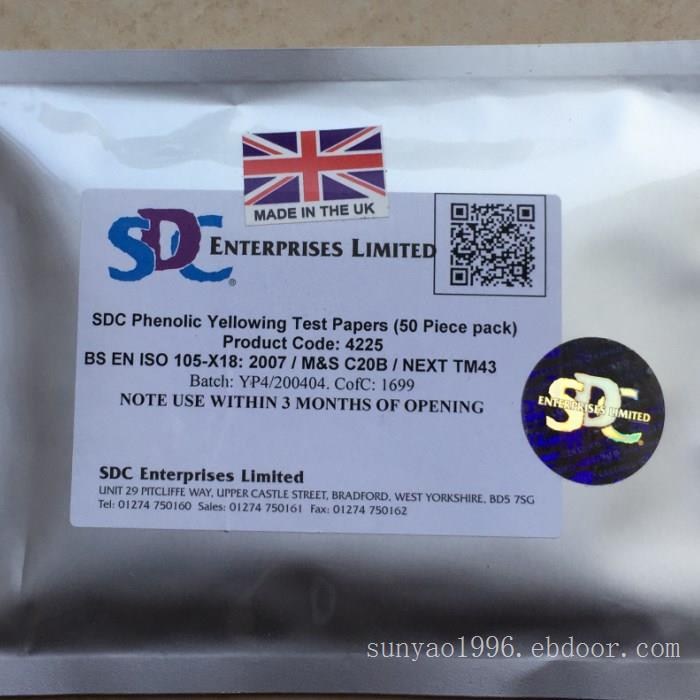 MADE IN THE UK
SDC ENTERPRISES LIMITED
®
SDC Phenolic Yellowing Test Papers (50 Piece pack)
Product Code: 4225
BS EN ISO 105-X18: 2007 / M&S C20B / NEXT TM43
Batch: YP4/200404. CofC: 1699
NOTE USE WITHIN 3 MONTHS OF OPENING
SDC
ENTERPRISES LIMITED
SDC Enterprises Limited
UNIT 29 PITCLIFFE WAY, UPPER CASTLE STREET, BRADFORD, WEST YORKSHIRE, BD5 7SG
Tel: 01274 750160 Sales: 01274 750161 Fax: 01274 750162
sunyao1996.ebdoor.com